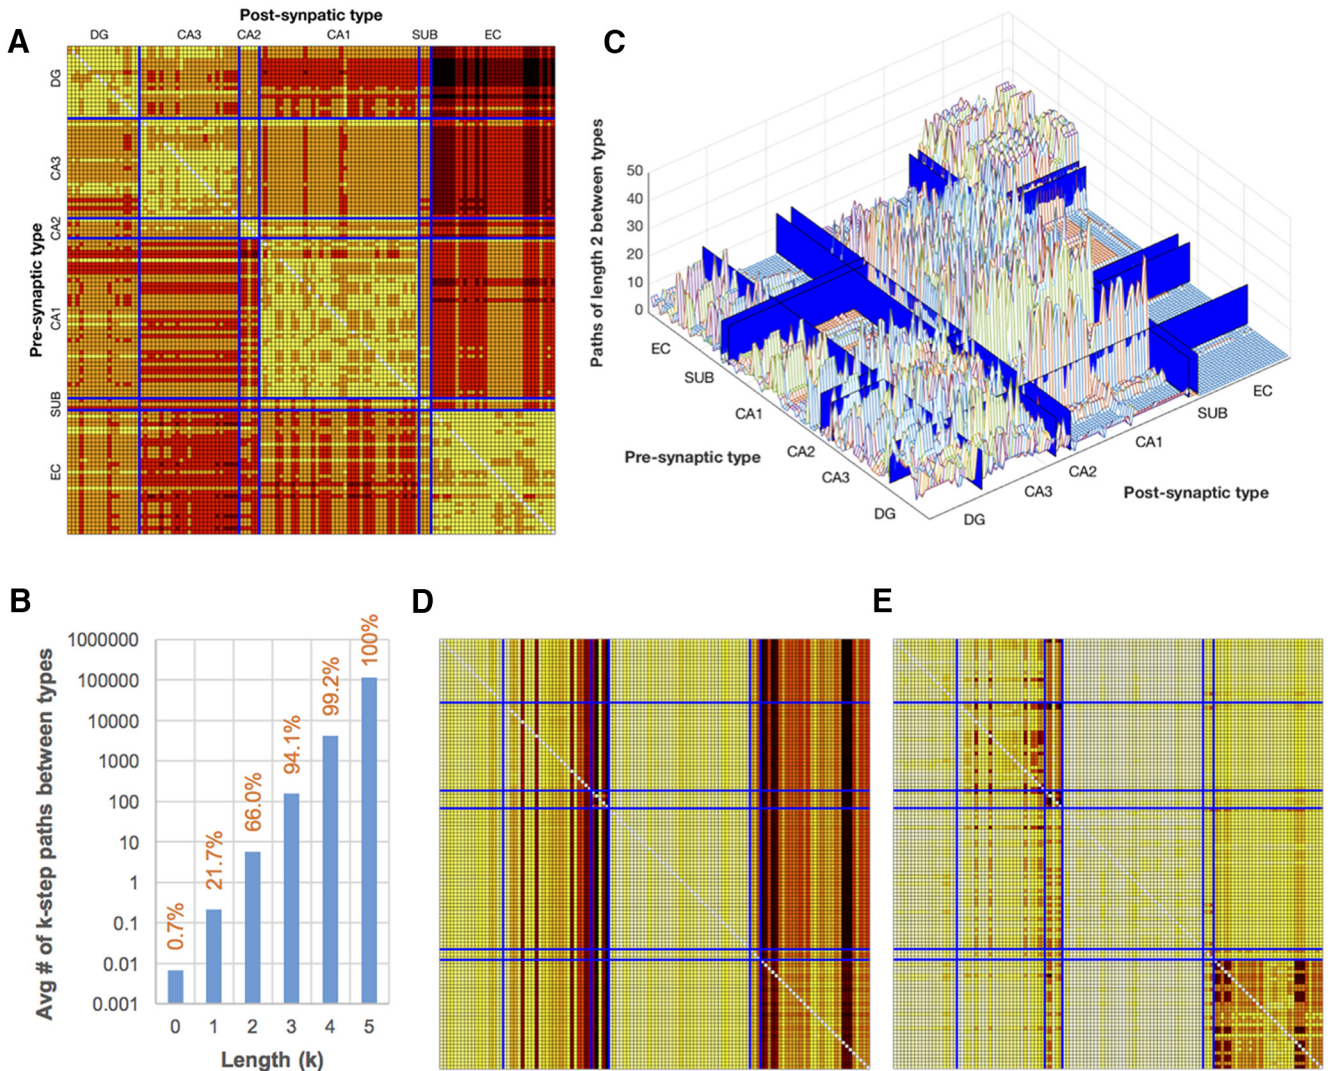 A
Post-synpatic type
DG CA3 CA2 CA1 SUB EC
Pre-synaptic type
DG
CA3
CA2
CA1
SUB
EC
C
Paths of length 2 between types
50
40
30
20
10
0
EC
SUB
CA1
CA2
CA3
DG
Pre-synaptic type
DG
CA3
CA2
CA1
SUB
EC
Post-synaptic type
B
Avg # of k-step paths between types
1000000
100000
10000
1000
100
10
1
0.1
0.01
0.001
0.7%
21.7%
66.0%
94.1%
99.2%
100%
0 1 2 3 4 5
Length (k)
D
E